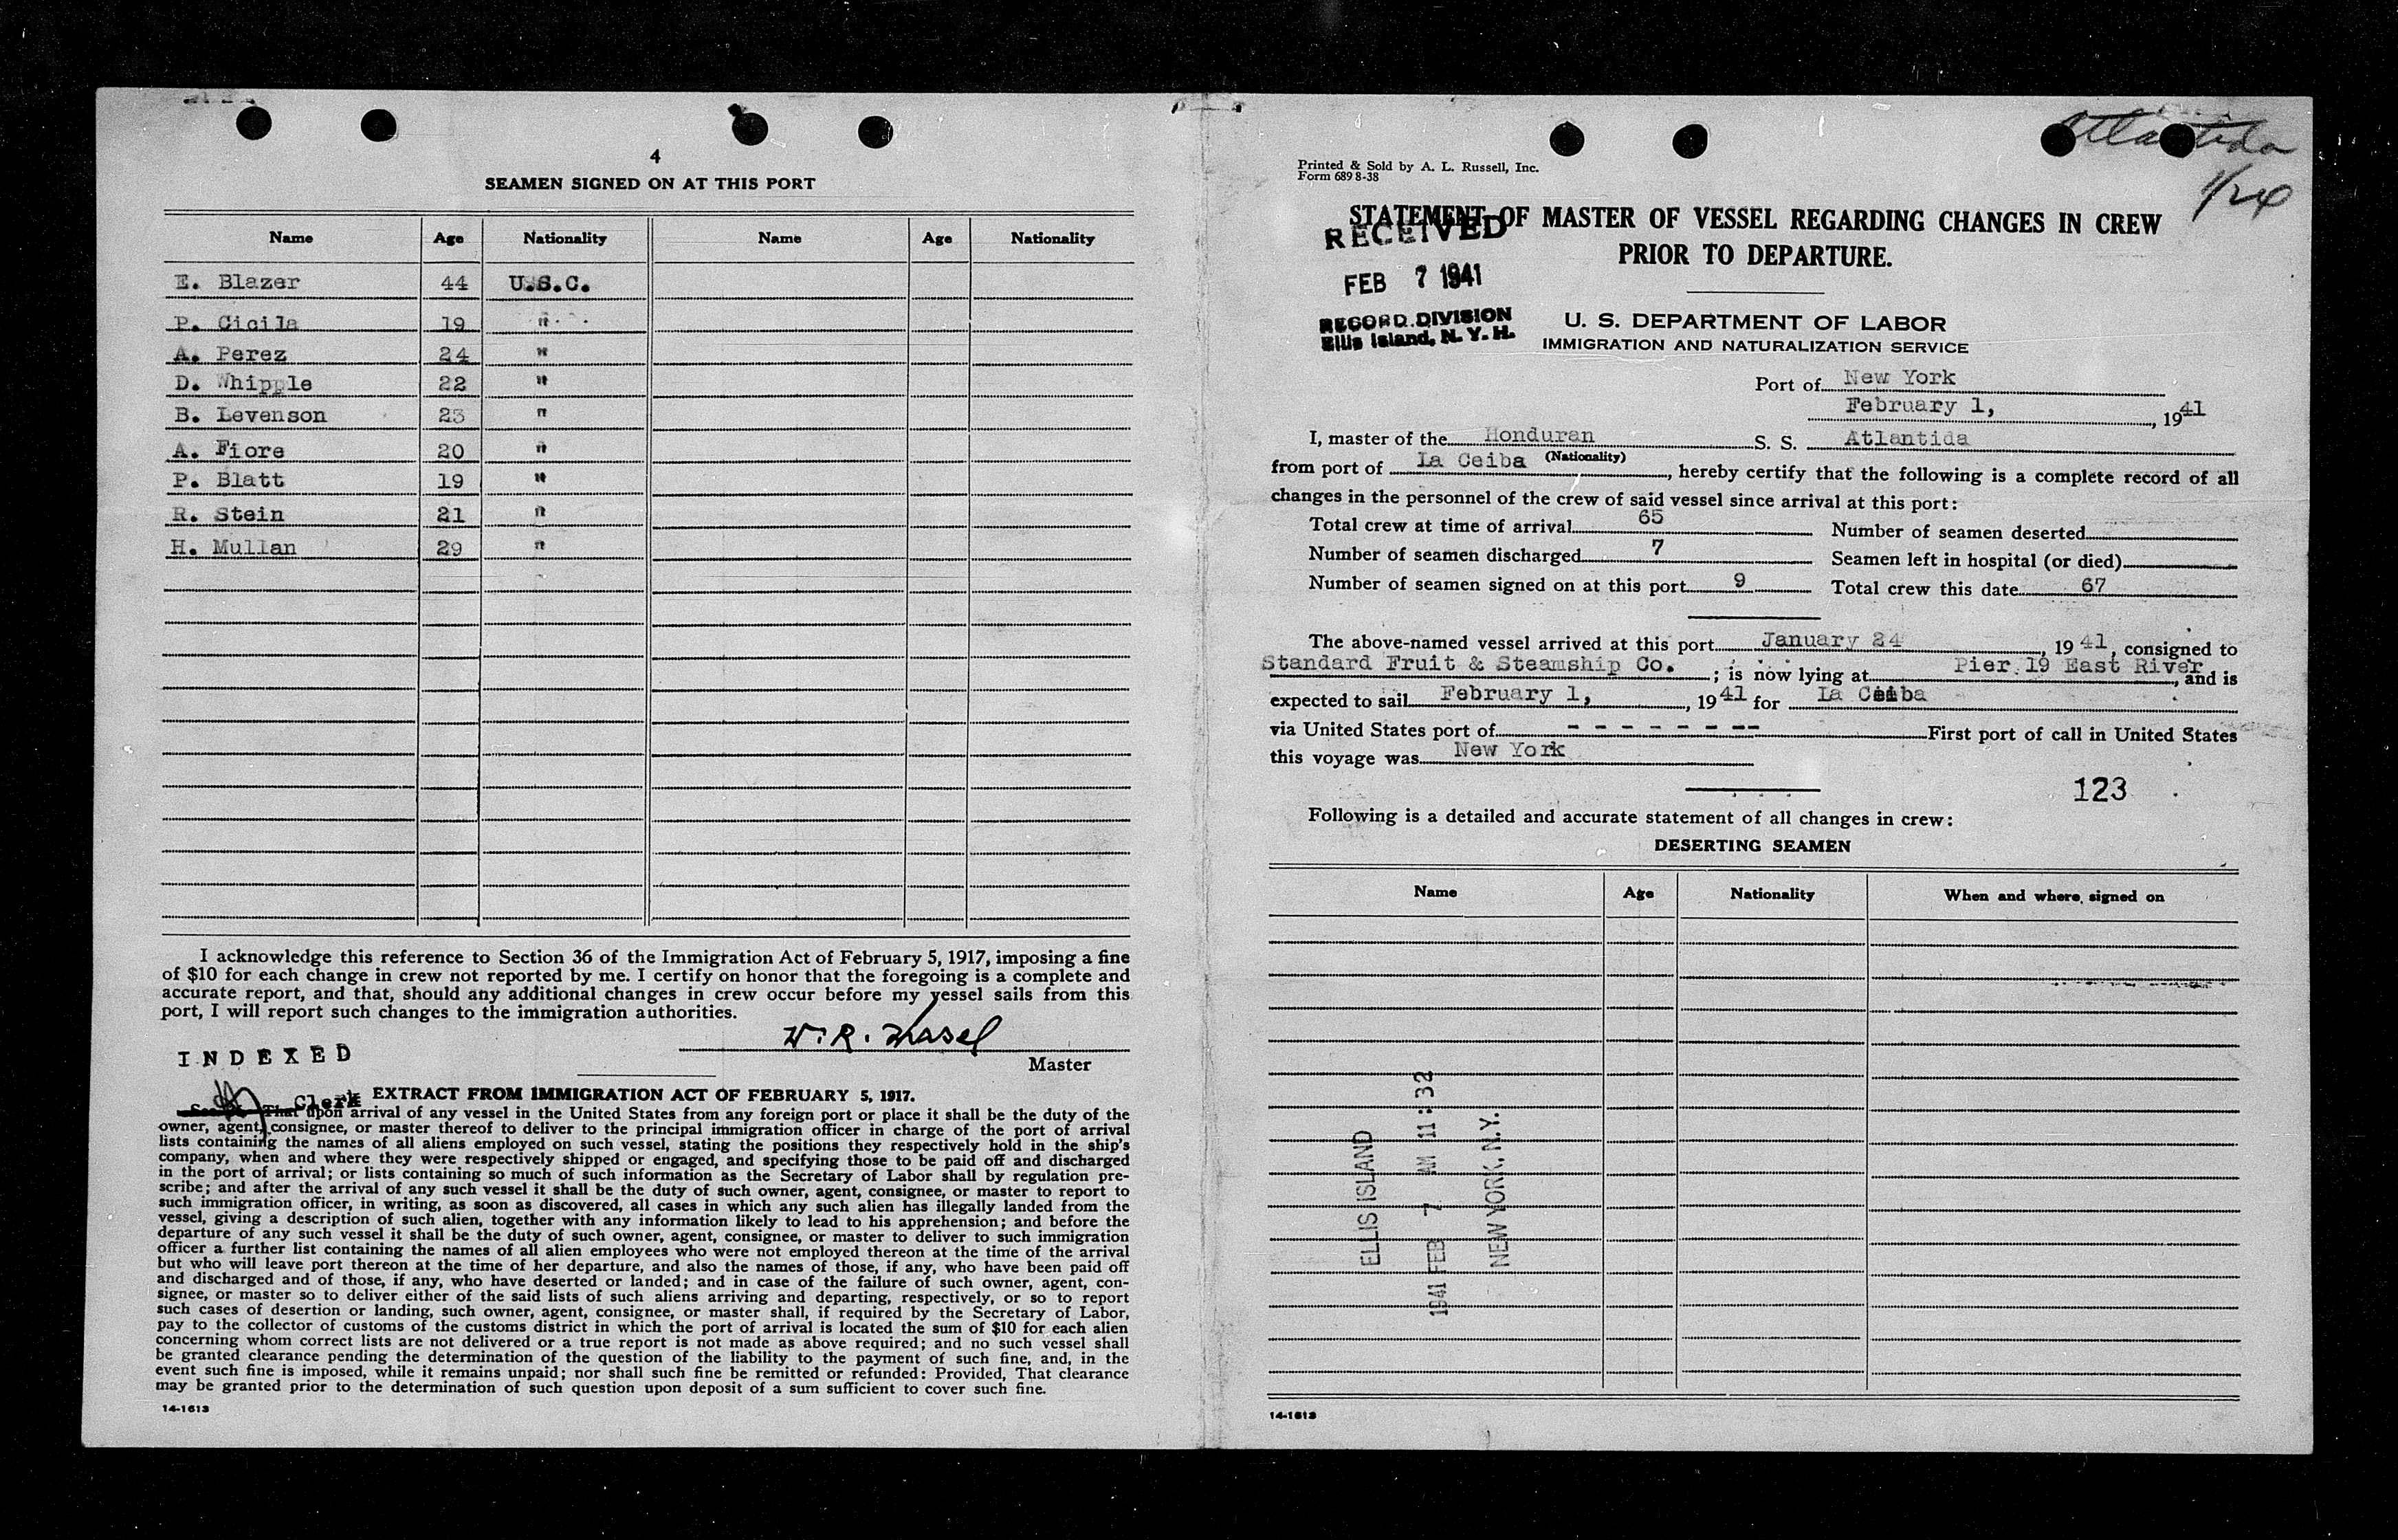 4
SEAMEN SIGNED ON AT THIS PORT
Name Age Nationality Name Age Nationality
E. Blazer 44 U.S.C.
P. Cicila 19 "
A. Perez 24 "
D. Whipple 22 "
B. Levenson 23 "
A. Fiore 20 "
P. Blatt 19 "
R. Stein 21 "
H. Mullan 29 "
I acknowledge this reference to Section 36 of the Immigration Act of February 5, 1917, imposing a fine
of $10 for each change in crew not reported by me. I certify on honor that the foregoing is a complete and
accurate report, and that, should any additional changes in crew occur before my vessel sails from this
port, I will report such changes to the immigration authorities.
W. R.
Master
INDEXED
Clerk
EXTRACT FROM IMMIGRATION ACT OF FEBRUARY 5, 1917.
That upon arrival of any vessel in the United States from any foreign port or place it shall be the duty of the
owner, agent, consignee, or master thereof to deliver to the principal immigration officer in charge of the port of arrival
lists containing the names of all aliens employed on such vessel, stating the positions they respectively hold in the ship's
company, when and where they were respectively shipped or engaged, and specifying those to be paid off and discharged
in the port of arrival; or lists containing so much of such information as the Secretary of Labor shall by regulation pre-
scribe; and after the arrival of any such vessel it shall be the duty of such owner, agent, consignee, or master to report to
such immigration officer, in writing, as soon as discovered, all cases in which any such alien has illegally landed from the
vessel, giving a description of such alien, together with any information likely to lead to his apprehension; and before the
departure of any such vessel it shall be the duty of such owner, agent, consignee, or master to deliver to such immigration
officer a further list containing the names of all alien employees who were not employed thereon at the time of the arrival
but who will leave port thereon at the time of her departure, and also the names of those, if any, who have been paid off
and discharged and of those, if any, who have deserted or landed; and in case of the failure of such owner, agent, con-
signee, or master so to deliver either of the said lists of such aliens arriving and departing, respectively, or so to report
such cases of desertion or landing, such owner, agent, consignee, or master shall, if required by the Secretary of Labor,
pay to the collector of customs of the customs district in which the port of arrival is located the sum of $10 for each alien
concerning whom correct lists are not delivered or a true report is not made as above required; and no such vessel shall
be granted clearance pending the determination of the question of the liability to the payment of such fine, and, in the
event such fine is imposed, while it remains unpaid; nor shall such fine be remitted or refunded: Provided, That clearance
may be granted prior to the determination of such question upon deposit of a sum sufficient to cover such fine.
14-1613
Atlantida
1/24
Printed & Sold by A. L. Russell, Inc.
Form 689 8-38
STATEMENT OF MASTER OF VESSEL REGARDING CHANGES IN CREW
PRIOR TO DEPARTURE.
RECEIVED
FEB 7 1941
RECORD DIVISION
Ellis Island, N. Y. H.
U. S. DEPARTMENT OF LABOR
IMMIGRATION AND NATURALIZATION SERVICE
Port of New York
February 1, , 1941
I, master of the Honduran S. S. Atlantida
(Nationality)
from port of La Ceiba, hereby certify that the following is a complete record of all
changes in the personnel of the crew of said vessel since arrival at this port:
Total crew at time of arrival 65 Number of seamen deserted
Number of seamen discharged 7 Seamen left in hospital (or died)
Number of seamen signed on at this port 9 Total crew this date 67
The above-named vessel arrived at this port January 24, 1941, consigned to
Standard Fruit & Steamship Co. ; is now lying at Pier 19 East River, and is
expected to sail February 1, , 1941 for La Ceiba
via United States port of - - - - - - - - First port of call in United States
this voyage was New York
123
Following is a detailed and accurate statement of all changes in crew:
DESERTING SEAMEN
Name Age Nationality When and where signed on
ELLIS ISLAND
1941 FEB 7 AM 11:32
NEW YORK, N.Y.
14-1613